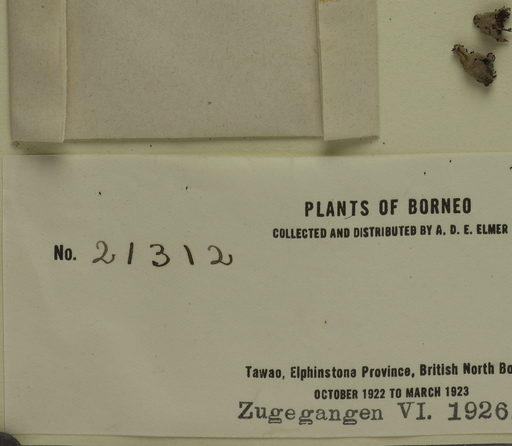 PLANTS OF BORNEO
COLLECTED AND DISTRIBUTED BY A. D. E. ELMER
No. 21312
Tawao, Elphinstone Province, British North Bo
OCTOBER 1922 TO MARCH 1923
Zugegangen VI. 1926